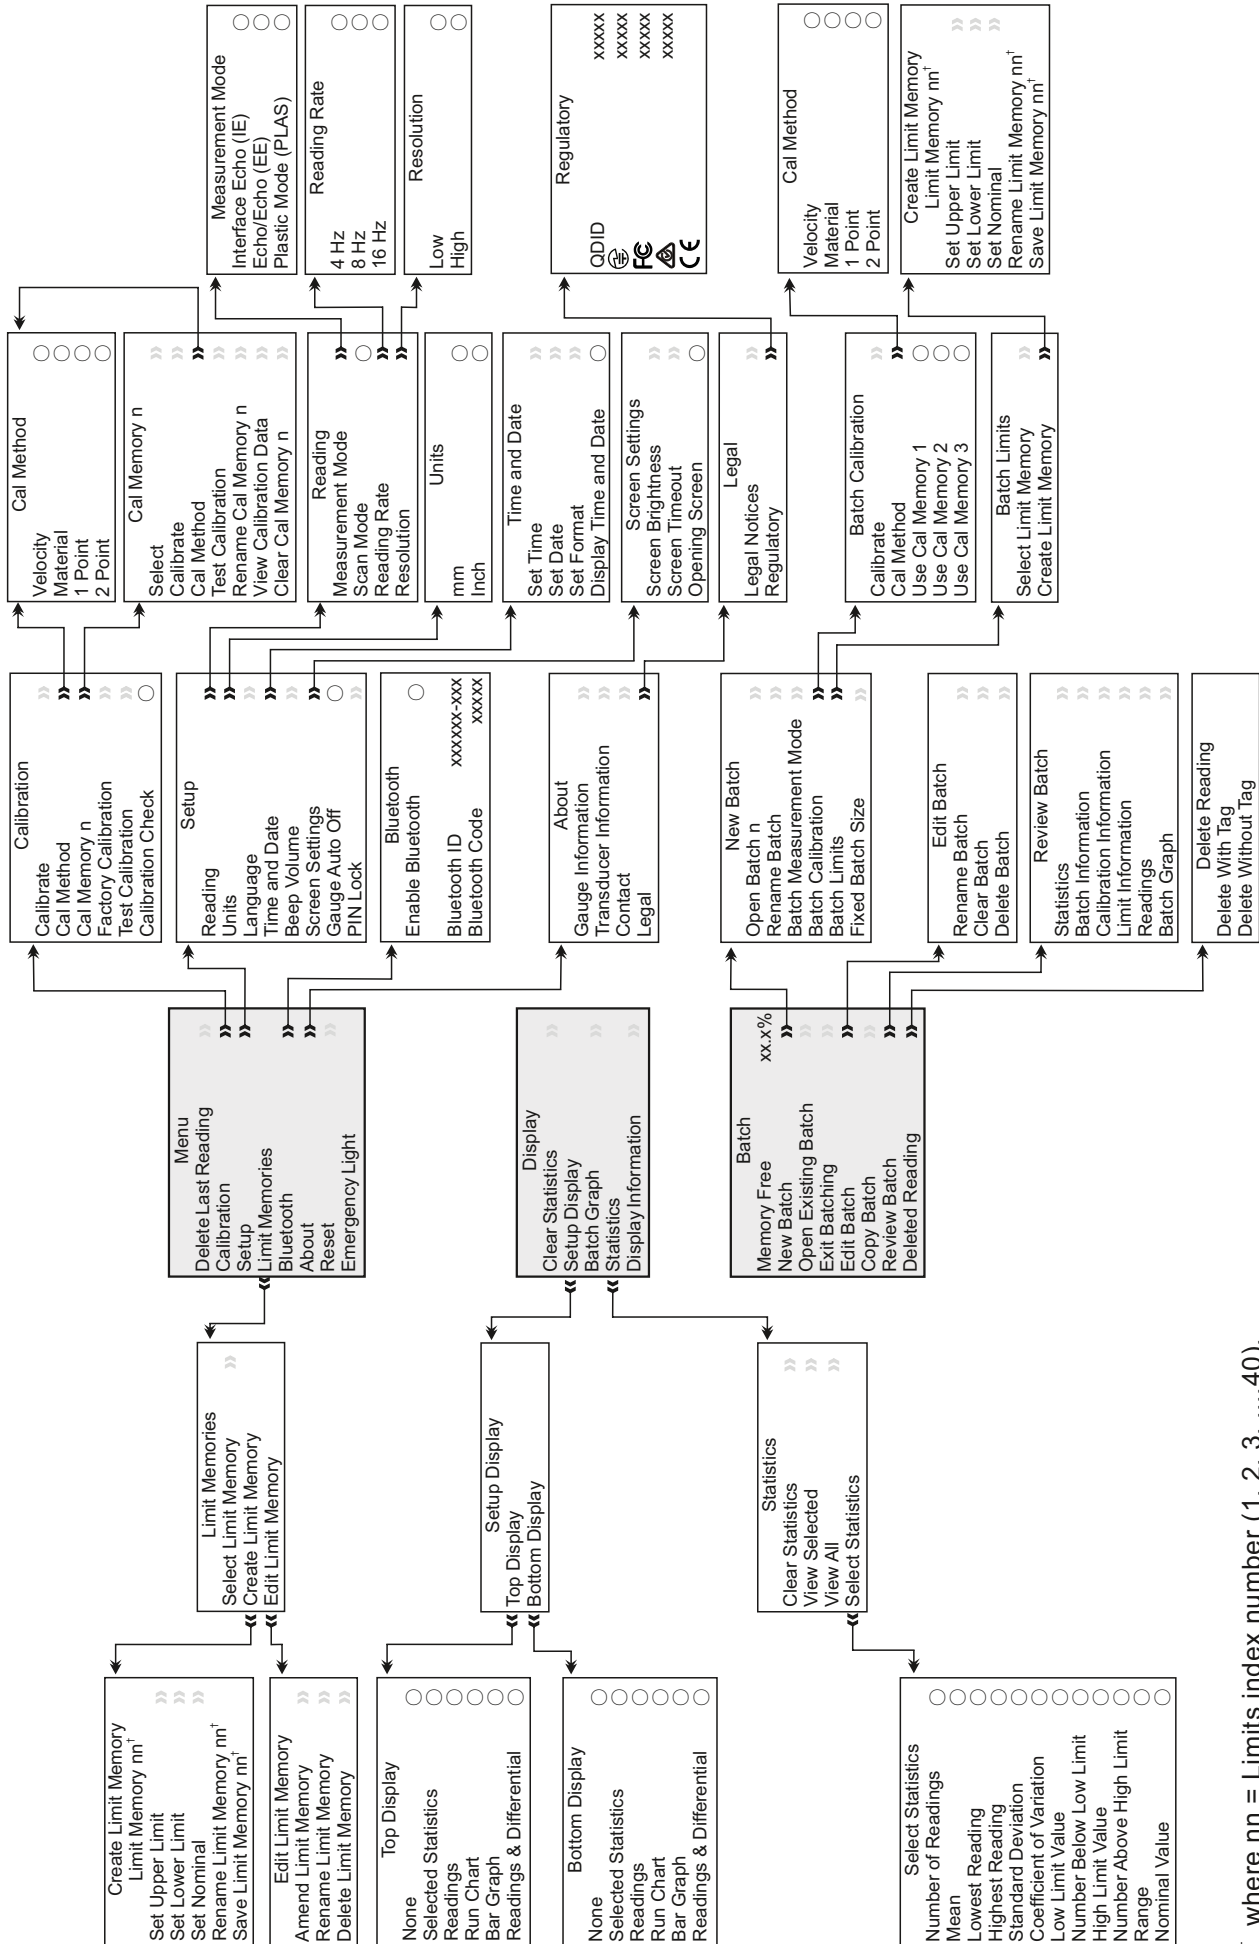 Create Limit Memory
Limit Memory nn†
Set Upper Limit
Set Lower Limit
Set Nominal
Rename Limit Memory nn†
Save Limit Memory nn†
Edit Limit Memory
Amend Limit Memory
Rename Limit Memory
Delete Limit Memory
Top Display
None
Selected Statistics
Readings
Run Chart
Bar Graph
Readings & Differential
Bottom Display
None
Selected Statistics
Readings
Run Chart
Bar Graph
Readings & Differential
Select Statistics
Number of Readings
Mean
Lowest Reading
Highest Reading
Standard Deviation
Coefficient of Variation
Low Limit Value
Number Below Low Limit
High Limit Value
Number Above High Limit
Range
Nominal Value
Limit Memories
Select Limit Memory
Create Limit Memory
Edit Limit Memory
Setup Display
Top Display
Bottom Display
Statistics
Clear Statistics
View Selected
View All
Select Statistics
Menu
Delete Last Reading
Calibration
Setup
Limit Memories
Bluetooth
About
Reset
Emergency Light
Display
Clear Statistics
Setup Display
Batch Graph
Statistics
Display Information
Batch
Memory Free xx.x%
New Batch
Open Existing Batch
Exit Batching
Edit Batch
Copy Batch
Review Batch
Deleted Reading
Calibration
Calibrate
Cal Method
Cal Memory n
Factory Calibration
Test Calibration
Calibration Check
Setup
Reading
Units
Language
Time and Date
Beep Volume
Screen Settings
Gauge Auto Off
PIN Lock
Bluetooth
Enable Bluetooth
Bluetooth ID xxxxxx-xxx
Bluetooth Code xxxxx
About
Gauge Information
Transducer Information
Contact
Legal
New Batch
Open Batch n
Rename Batch
Batch Measurement Mode
Batch Calibration
Batch Limits
Fixed Batch Size
Edit Batch
Rename Batch
Clear Batch
Delete Batch
Review Batch
Statistics
Batch Information
Calibration Information
Limit Information
Readings
Batch Graph
Delete Reading
Delete With Tag
Delete Without Tag
Cal Method
Velocity
Material
1 Point
2 Point
Cal Memory n
Select
Calibrate
Cal Method
Test Calibration
Rename Cal Memory n
View Calibration Data
Clear Cal Memory n
Reading
Measurement Mode
Scan Mode
Reading Rate
Resolution
Units
mm
Inch
Time and Date
Set Time
Set Date
Set Format
Display Time and Date
Screen Settings
Screen Brightness
Screen Timeout
Opening Screen
Legal
Legal Notices
Regulatory
Batch Calibration
Calibrate
Cal Method
Use Cal Memory 1
Use Cal Memory 2
Use Cal Memory 3
Batch Limits
Select Limit Memory
Create Limit Memory
Measurement Mode
Interface Echo (IE)
Echo/Echo (EE)
Plastic Mode (PLAS)
Reading Rate
4 Hz
8 Hz
16 Hz
Resolution
Low
High
Regulatory
QDID xxxxx
xxxxx
FC xxxxx
CE xxxxx
Cal Method
Velocity
Material
1 Point
2 Point
Create Limit Memory
Limit Memory nn†
Set Upper Limit
Set Lower Limit
Set Nominal
Rename Limit Memory nn†
Save Limit Memory nn†
where nn = Limits index number (1, 2, 3, ....40).